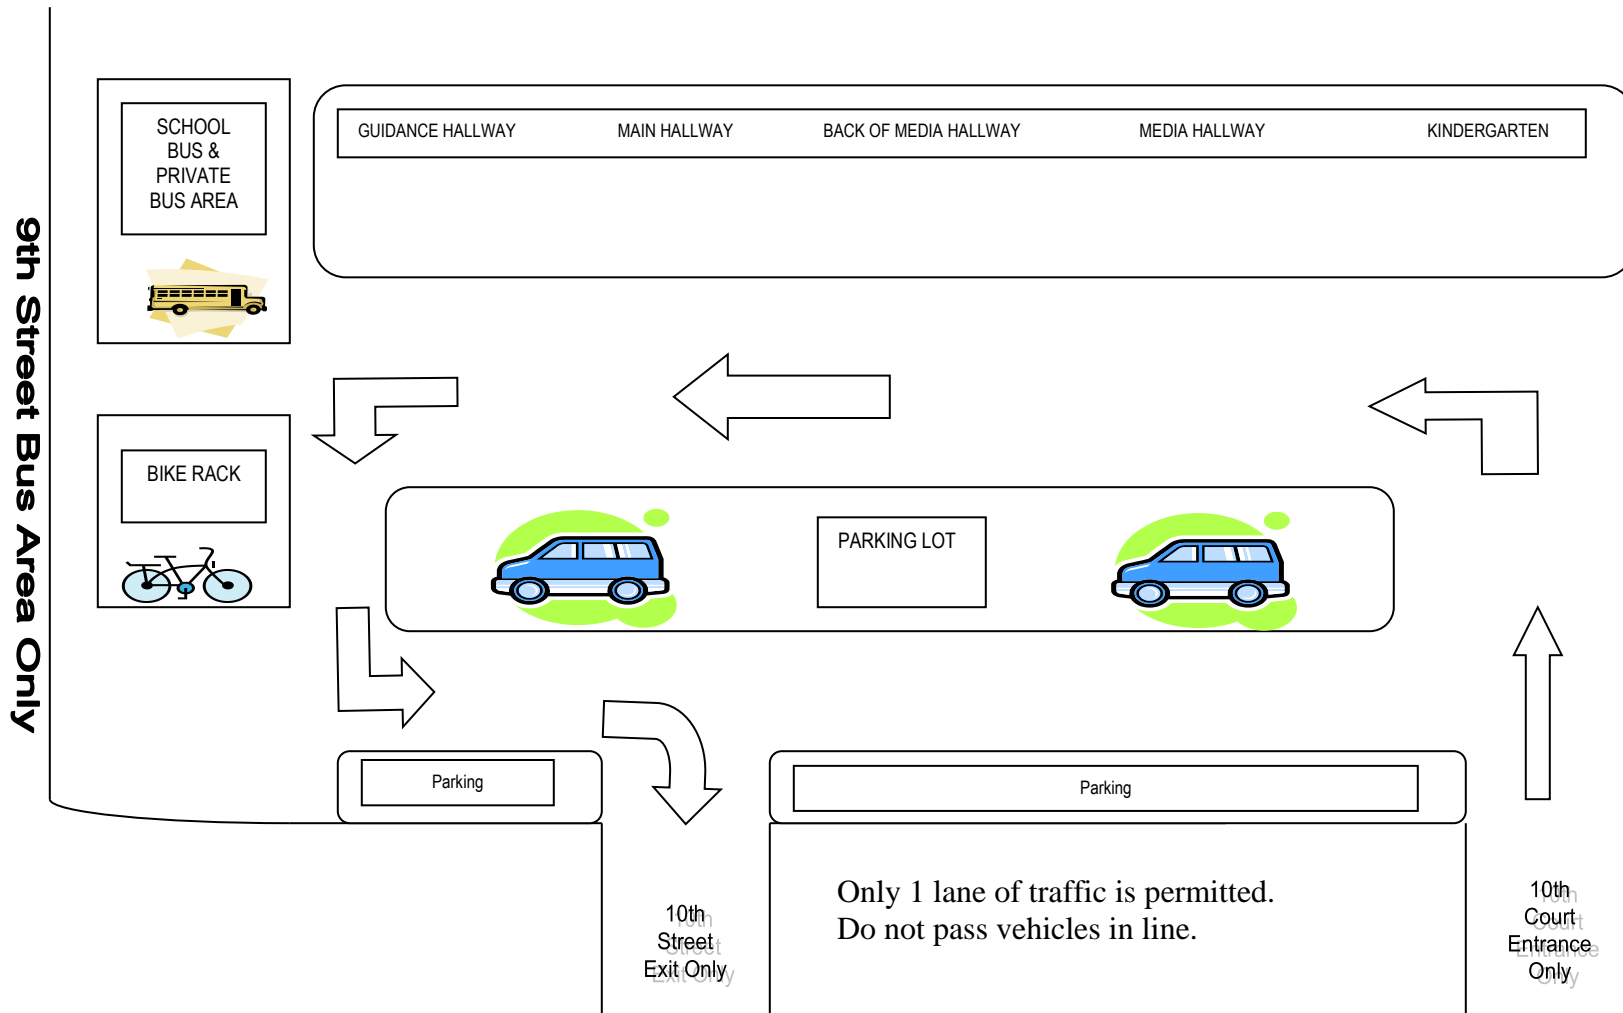 SCHOOL
BUS &
PRIVATE
BUS AREA
GUIDANCE HALLWAY
MAIN HALLWAY
BACK OF MEDIA HALLWAY
MEDIA HALLWAY
KINDERGARTEN
9th Street Bus Area Only
BIKE RACK
PARKING LOT
Parking
Parking
10th
Street
Exit Only
Only 1 lane of traffic is permitted.
Do not pass vehicles in line.
10th
Court
Entrance
Only